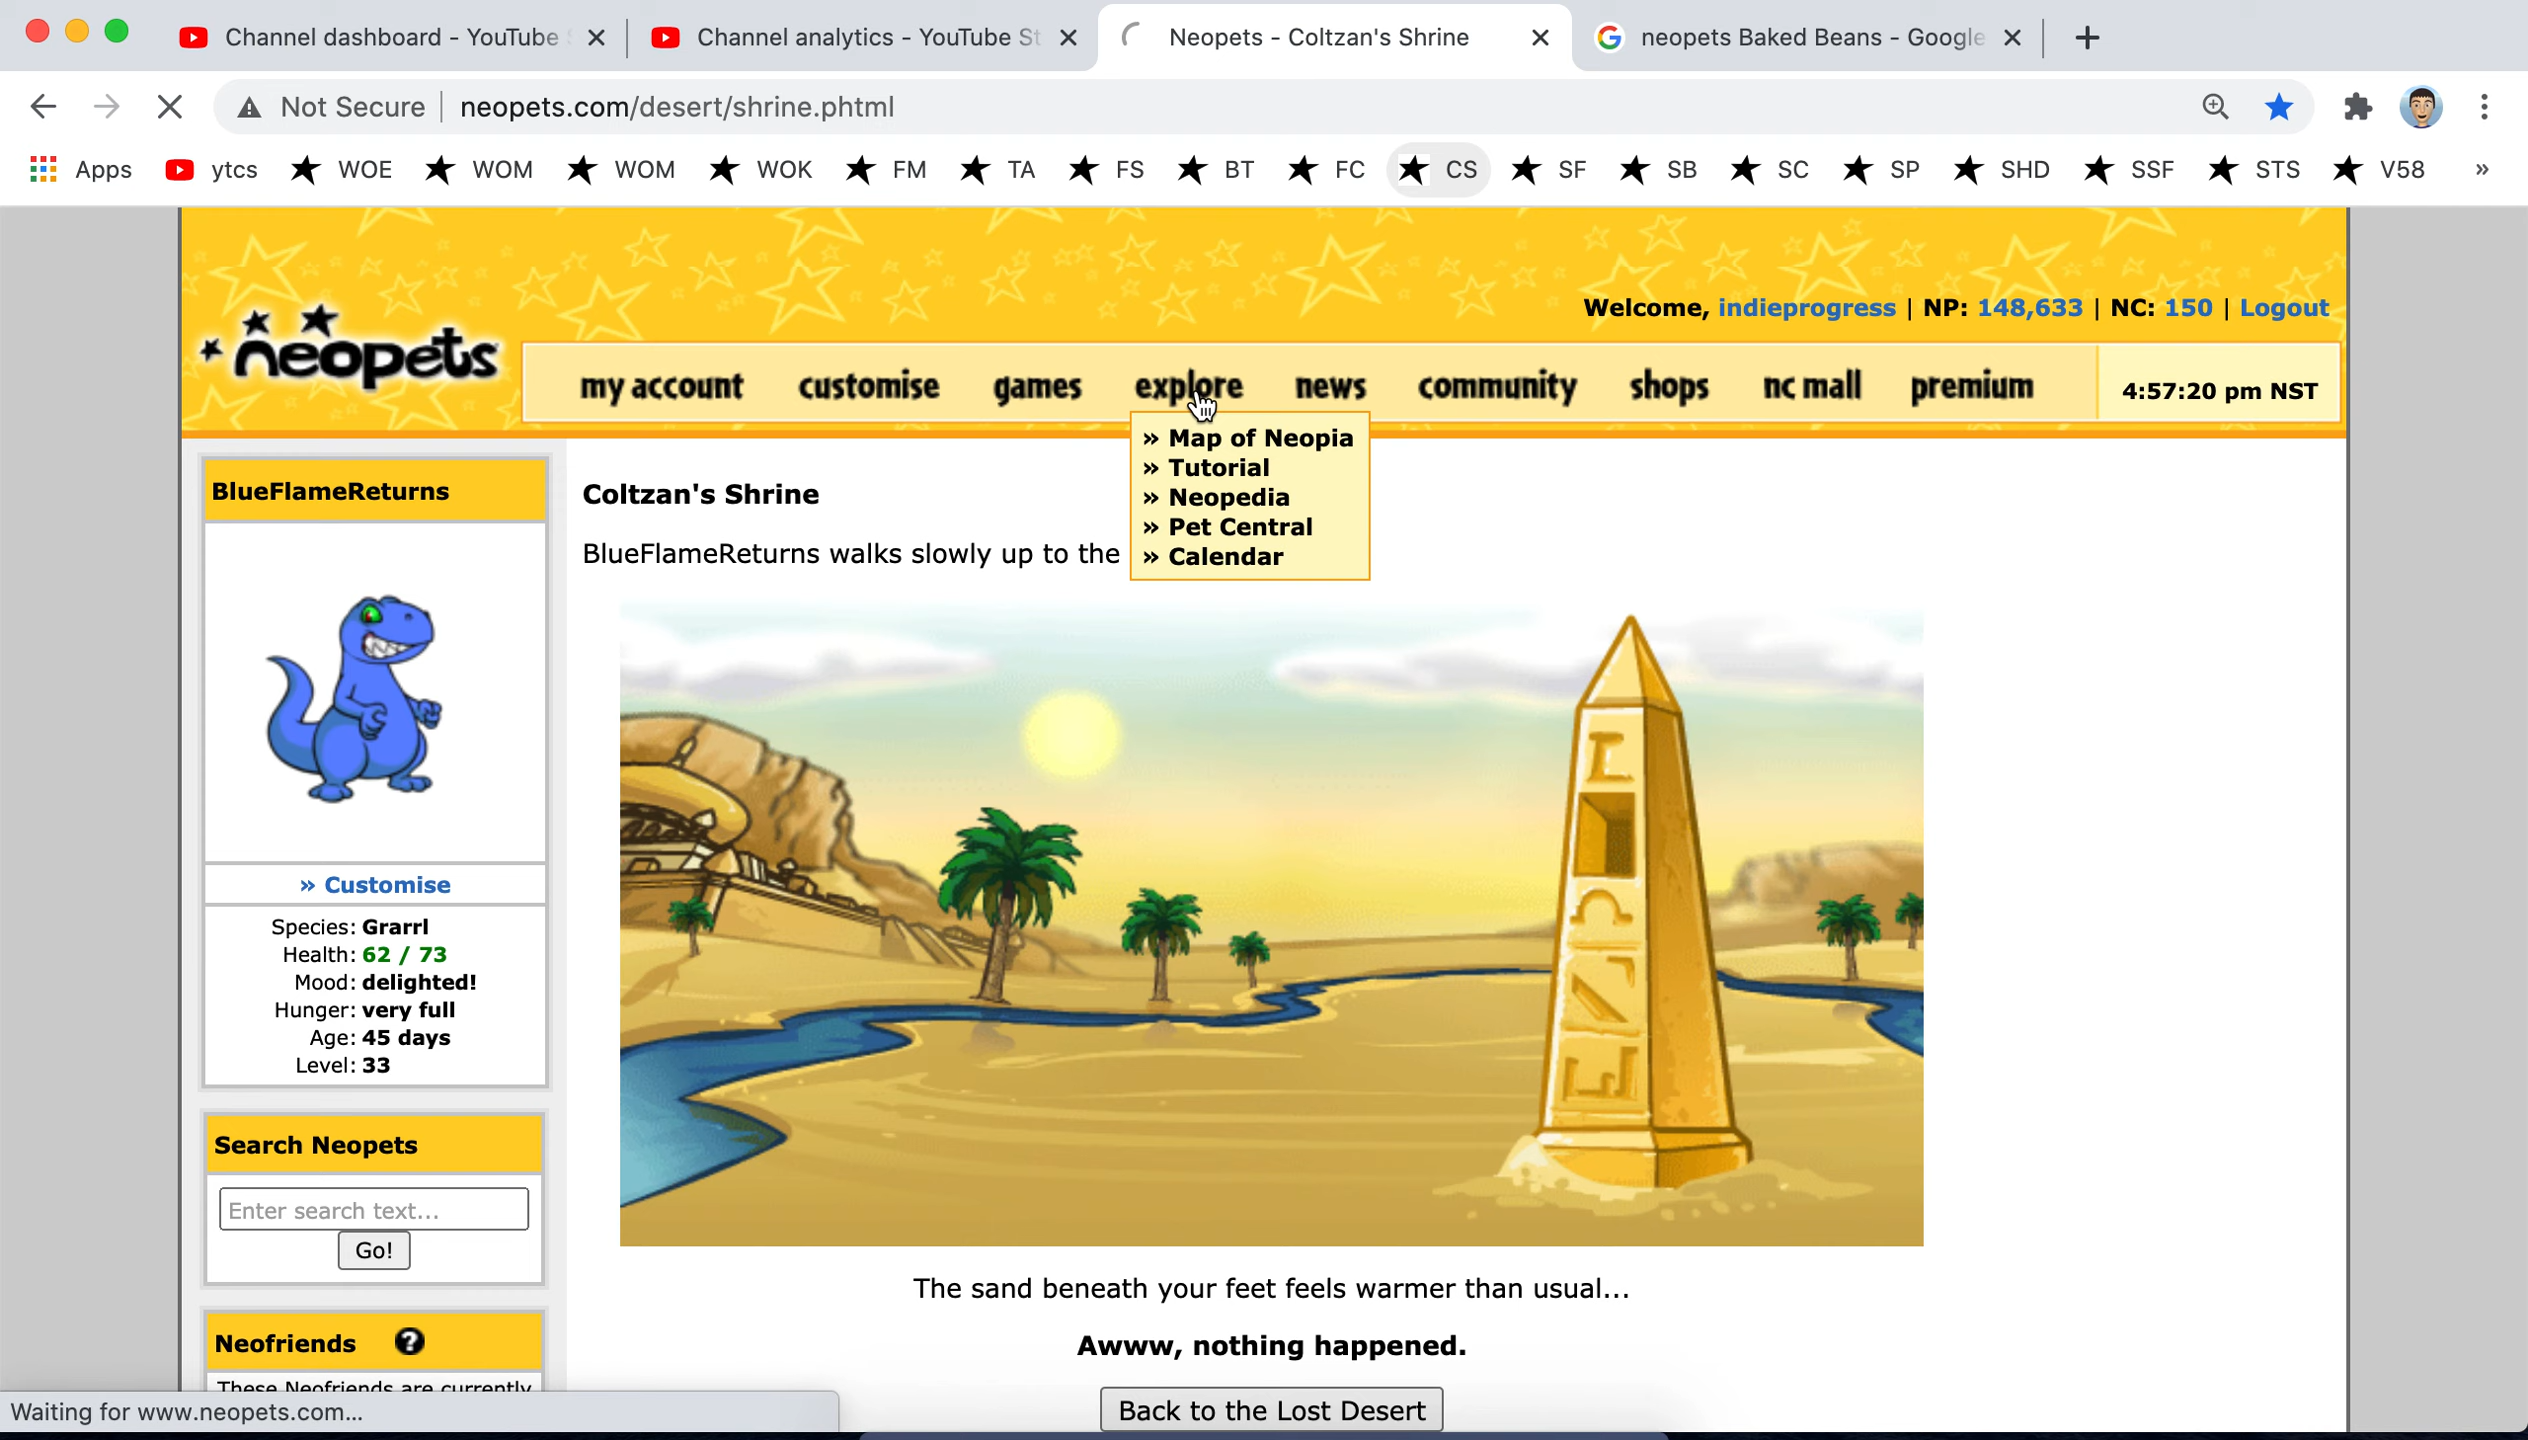 Channel dashboard - YouTube S
Channel analytics - YouTube St
Neopets - Coltzan's Shrine
neopets Baked Beans - Google
Not Secure
neopets.com/desert/shrine.phtml
Apps
ytcs
WOE
WOM
WOM
WOK
FM
TA
FS
BT
FC
CS
SF
SB
SC
SP
SHD
SSF
STS
V58
»
neopets
Welcome, indieprogress | NP: 148,633 | NC: 150 | Logout
my account
customise
games
explore
news
community
shops
nc mall
premium
4:57:20 pm NST
» Map of Neopia
» Tutorial
» Neopedia
» Pet Central
» Calendar
BlueFlameReturns
» Customise
Species: Grarrl
Health: 62 / 73
Mood: delighted!
Hunger: very full
Age: 45 days
Level: 33
Search Neopets
Enter search text...
Go!
Neofriends ?
These Neofriends are currently
Coltzan's Shrine
BlueFlameReturns walks slowly up to the
The sand beneath your feet feels warmer than usual...
Awww, nothing happened.
Back to the Lost Desert
Waiting for www.neopets.com...